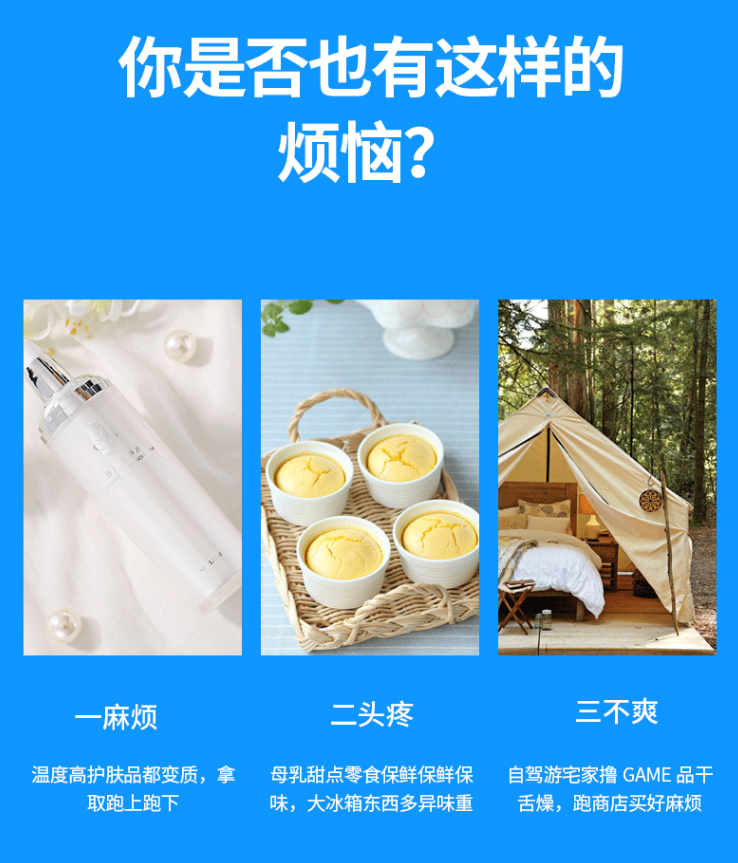 你是否也有这样的
烦恼？
一麻烦
二头疼
三不爽
温度高护肤品都变质，拿
取跑上跑下
母乳甜点零食保鲜保鲜保
味，大冰箱东西多异味重
自驾游宅家撸 GAME 品干
舌燥，跑商店买好麻烦